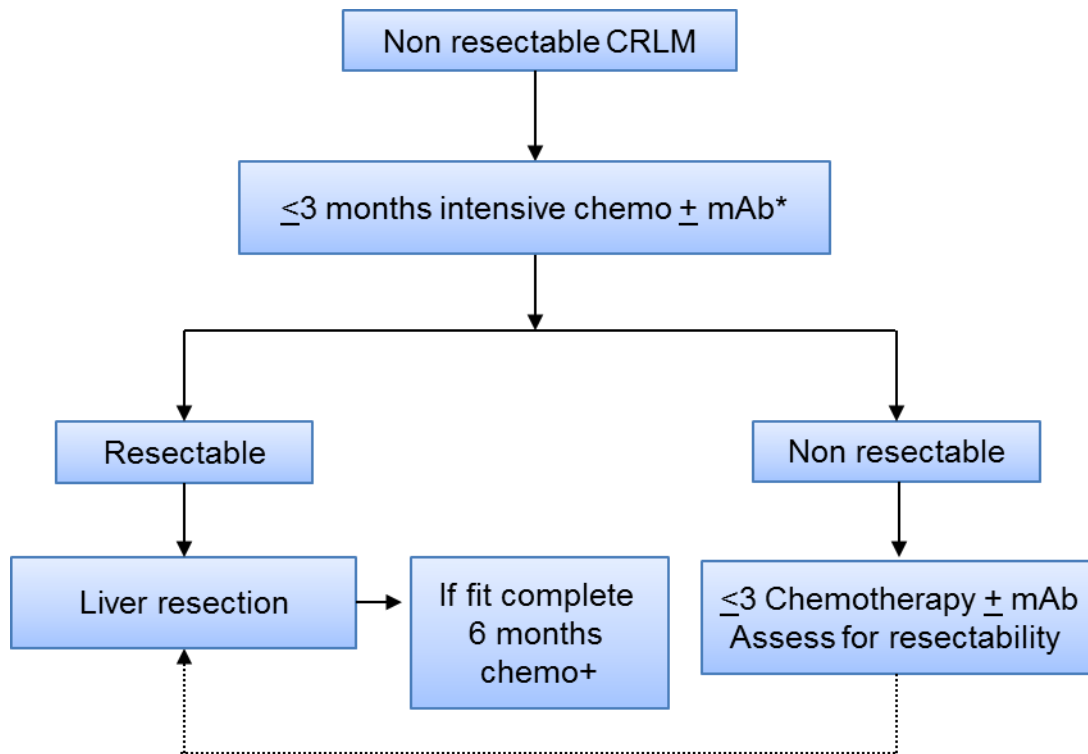 Non resectable CRLM
≤3 months intensive chemo ± mAb*
Resectable
Non resectable
Liver resection
If fit complete
6 months
chemo+
≤3 Chemotherapy ± mAb
Assess for resectability